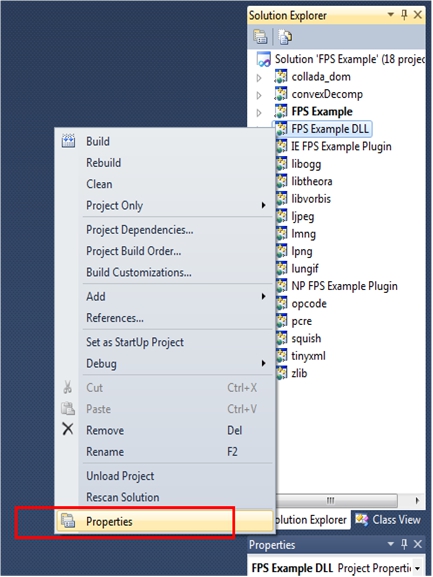 Solution Explorer
Solution 'FPS Example' (18 projec
collada_dom
convexDecomp
FPS Example
FPS Example DLL
IE FPS Example Plugin
libogg
libtheora
libvorbis
ljpeg
lmng
lpng
lungif
NP FPS Example Plugin
opcode
pcre
squish
tinyxml
zlib
Build
Rebuild
Clean
Project Only
Project Dependencies...
Project Build Order...
Build Customizations...
Add
References...
Set as StartUp Project
Debug
Cut Ctrl+X
Paste Ctrl+V
Remove Del
Rename F2
Unload Project
Rescan Solution
Properties
olution Explorer Class View
Properties
FPS Example DLL Project Properti